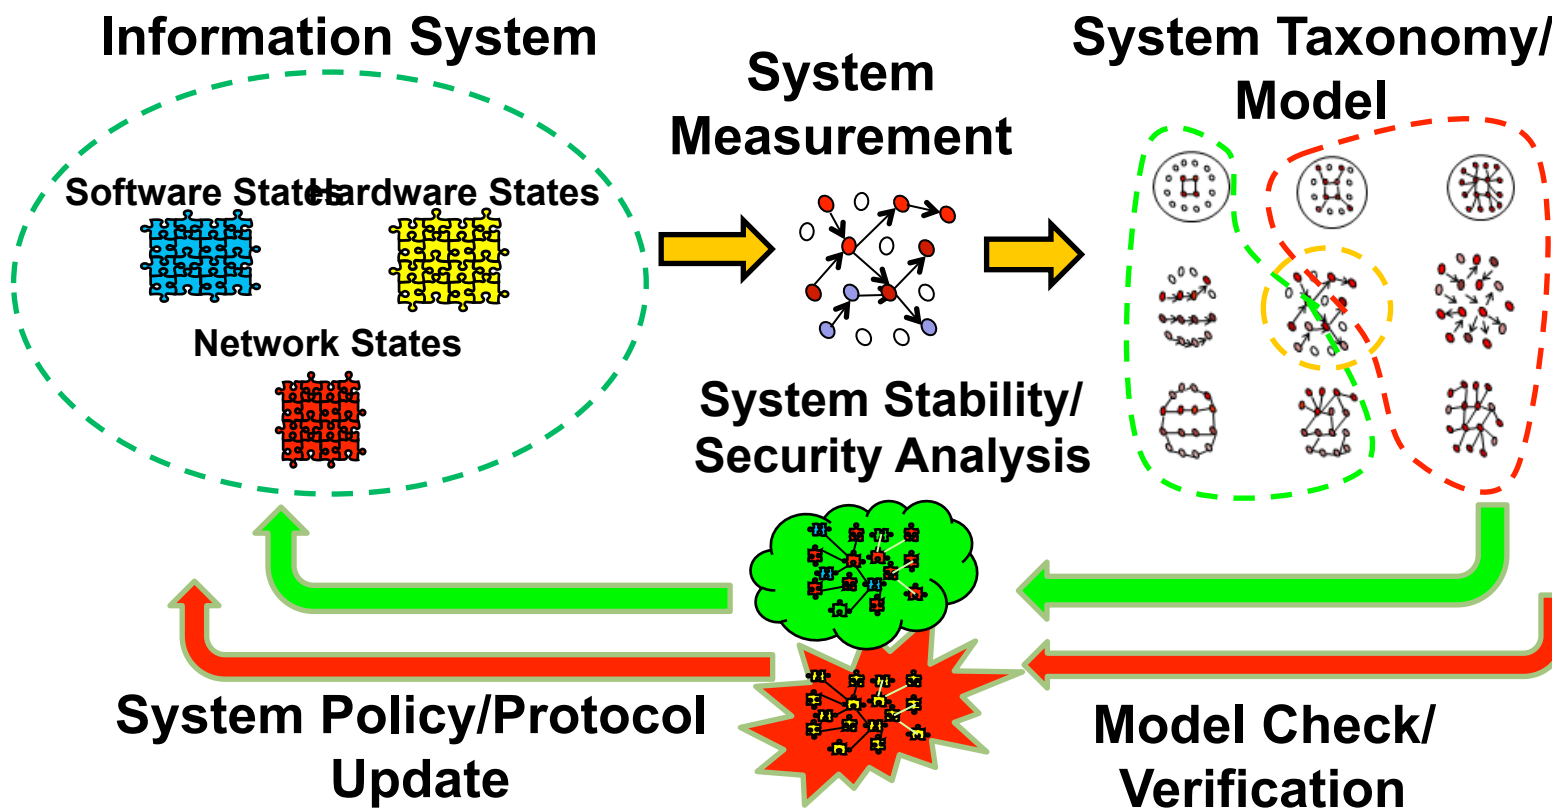 Information System
System
Measurement
System Taxonomy/
Model
Software States
Hardware States
Network States
System Stability/
Security Analysis
System Policy/Protocol
Update
Model Check/
Verification